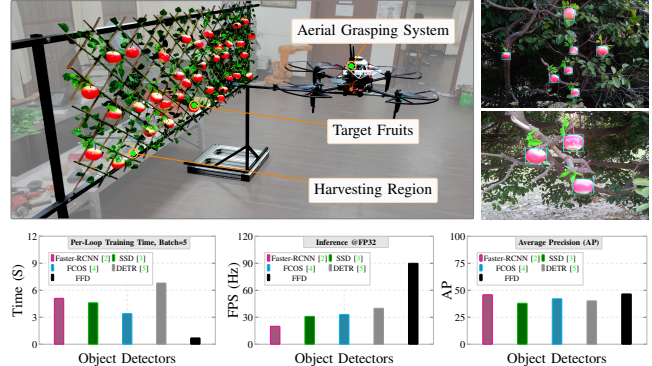 Aerial Grasping System
Target Fruits
Harvesting Region
Per-Loop Training Time, Batch=5
Faster-RCNN [2] SSD [3]
FCOS [4] DETR [5]
FFD
Time (S)
12
9
6
3
0
Object Detectors
Inference @FP32
Faster-RCNN [2] SSD [3]
FCOS [4] DETR [5]
FFD
FPS (Hz)
120
90
60
30
0
Object Detectors
Average Precision (AP)
Faster-RCNN [2] SSD [3]
FCOS [4] DETR [5]
FFD
AP
100
75
50
25
0
Object Detectors